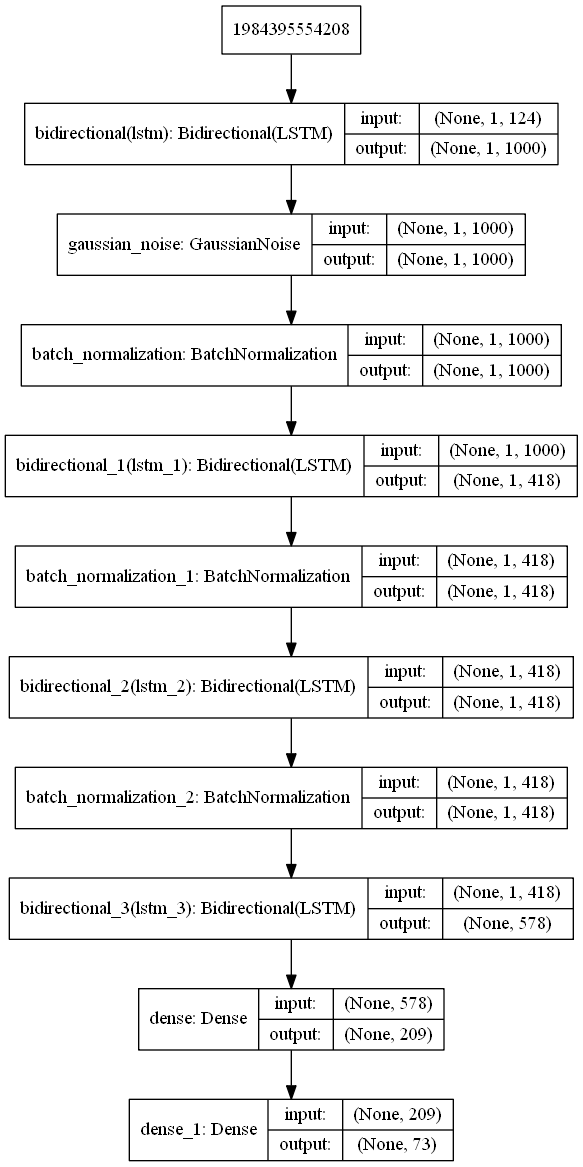 1984395554208
bidirectional(lstm): Bidirectional(LSTM)
input: (None, 1, 124)
output: (None, 1, 1000)
gaussian_noise: GaussianNoise
input: (None, 1, 1000)
output: (None, 1, 1000)
batch_normalization: BatchNormalization
input: (None, 1, 1000)
output: (None, 1, 1000)
bidirectional_1(lstm_1): Bidirectional(LSTM)
input: (None, 1, 1000)
output: (None, 1, 418)
batch_normalization_1: BatchNormalization
input: (None, 1, 418)
output: (None, 1, 418)
bidirectional_2(lstm_2): Bidirectional(LSTM)
input: (None, 1, 418)
output: (None, 1, 418)
batch_normalization_2: BatchNormalization
input: (None, 1, 418)
output: (None, 1, 418)
bidirectional_3(lstm_3): Bidirectional(LSTM)
input: (None, 1, 418)
output: (None, 578)
dense: Dense
input: (None, 578)
output: (None, 209)
dense_1: Dense
input: (None, 209)
output: (None, 73)